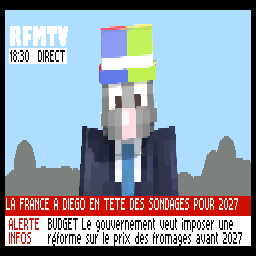 RFMTV
18:30 DIRECT
LA FRANCE A DIEGO EN TETE DES SONDAGES POUR 2027
ALERTE INFOS
BUDGET Le gouvernement veut imposer une
réforme sur le prix des fromages avant 2027